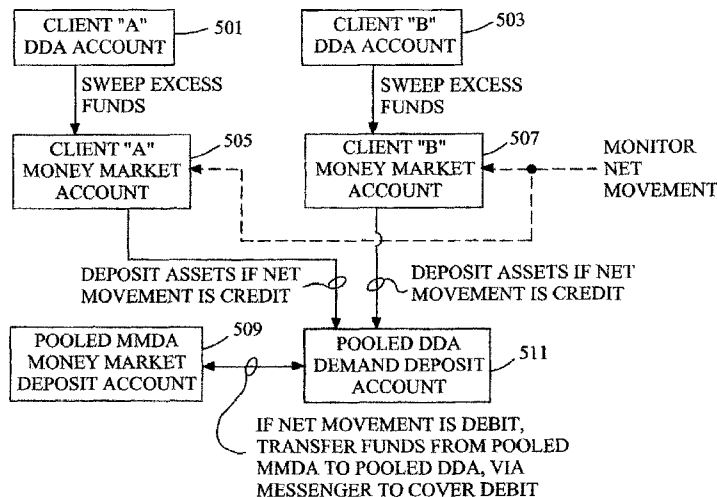 CLIENT "A"
DDA ACCOUNT
501
CLIENT "B"
DDA ACCOUNT
503
SWEEP EXCESS
FUNDS
SWEEP EXCESS
FUNDS
CLIENT "A"
MONEY MARKET
ACCOUNT
505
CLIENT "B"
MONEY MARKET
ACCOUNT
507
MONITOR
NET
MOVEMENT
DEPOSIT ASSETS IF NET
MOVEMENT IS CREDIT
DEPOSIT ASSETS IF NET
MOVEMENT IS CREDIT
POOLED MMDA
MONEY MARKET
DEPOSIT ACCOUNT
509
POOLED DDA
DEMAND DEPOSIT
ACCOUNT
511
IF NET MOVEMENT IS DEBIT,
TRANSFER FUNDS FROM POOLED
MMDA TO POOLED DDA, VIA
MESSENGER TO COVER DEBIT